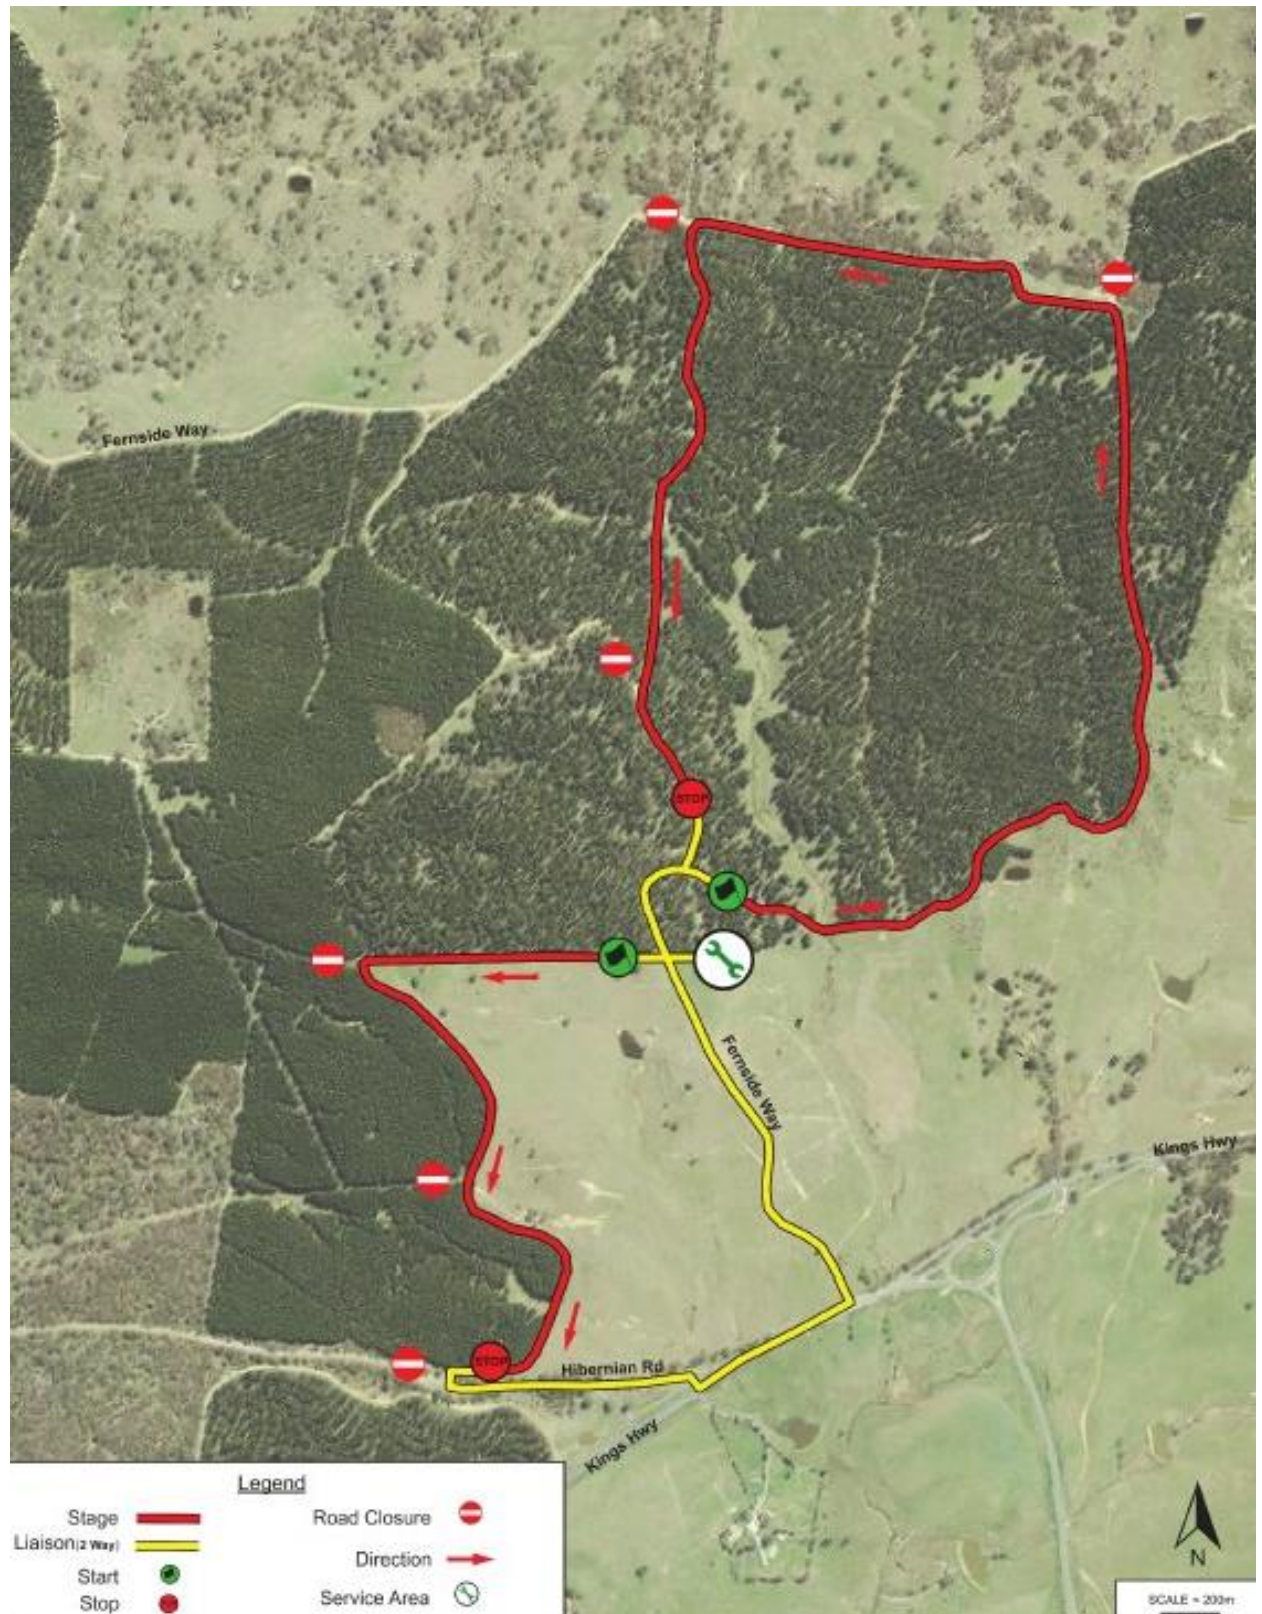 Fernside Way
STOP
Fernside Way
Kings Hwy
STOP
Hibernian Rd
Kings Hwy
Legend
Stage
Road Closure
Liaison(2 Way)
Direction
Start
Service Area
Stop
N
SCALE = 200m